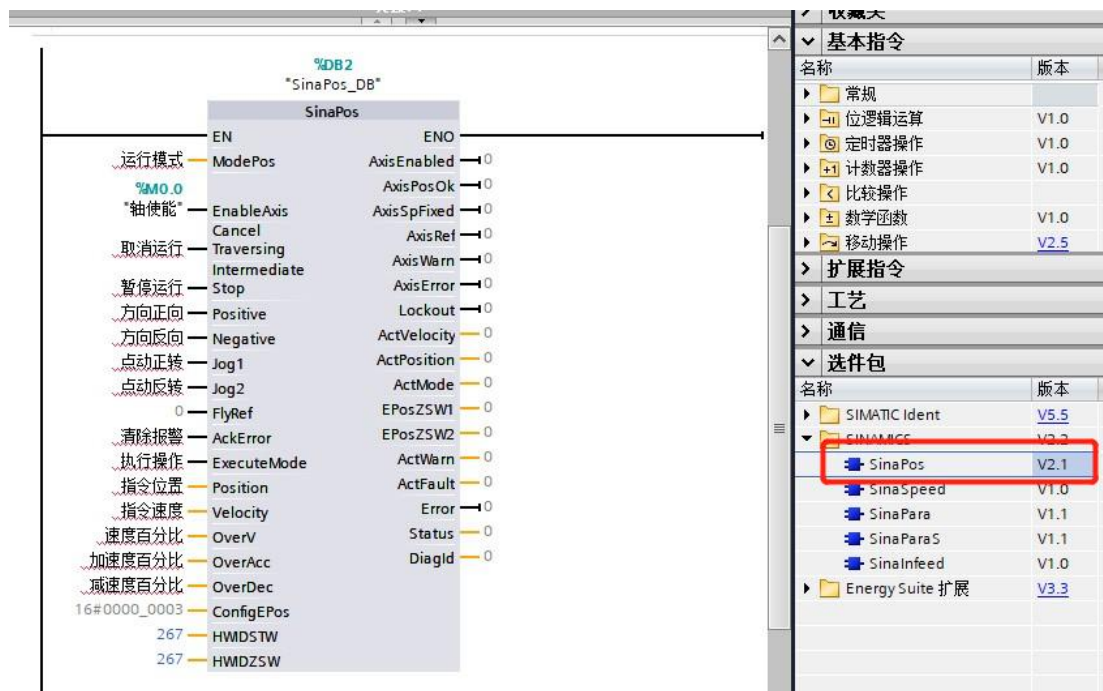 收藏夹
基本指令
名称 版本
常规
位逻辑运算 V1.0
定时器操作 V1.0
计数器操作 V1.0
比较操作
数学函数 V1.0
移动操作 V2.5
扩展指令
工艺
通信
选件包
名称 版本
SIMATIC Ident V5.5
SINAMICS
SinaPos V2.1
SinaSpeed V1.0
SinaPara V1.1
SinaParaS V1.1
SinaInfeed V1.0
Energy Suite 扩展 V3.3
%DB2
"SinaPos_DB"
SinaPos
EN ENO
运行模式 ModePos AxisEnabled 0
%M0.0 AxisPosOk 0
"轴使能" EnableAxis AxisSpFixed 0
Cancel AxisRef 0
取消运行 Traversing AxisWarn 0
Intermediate
暂停运行 Stop AxisError 0
方向正向 Positive Lockout 0
方向反向 Negative ActVelocity 0
点动正转 Jog1 ActPosition 0
点动反转 Jog2 ActMode 0
0 FlyRef EPosZSW1 0
清除报警 AckError EPosZSW2 0
执行操作 ExecuteMode ActWarn 0
指令位置 Position ActFault 0
指令速度 Velocity Error 0
速度百分比 OverV Status 0
加速度百分比 OverAcc DiagId 0
减速度百分比 OverDec
16#0000_0003 ConfigEPos
267 HWIDSTW
267 HWIDZSW